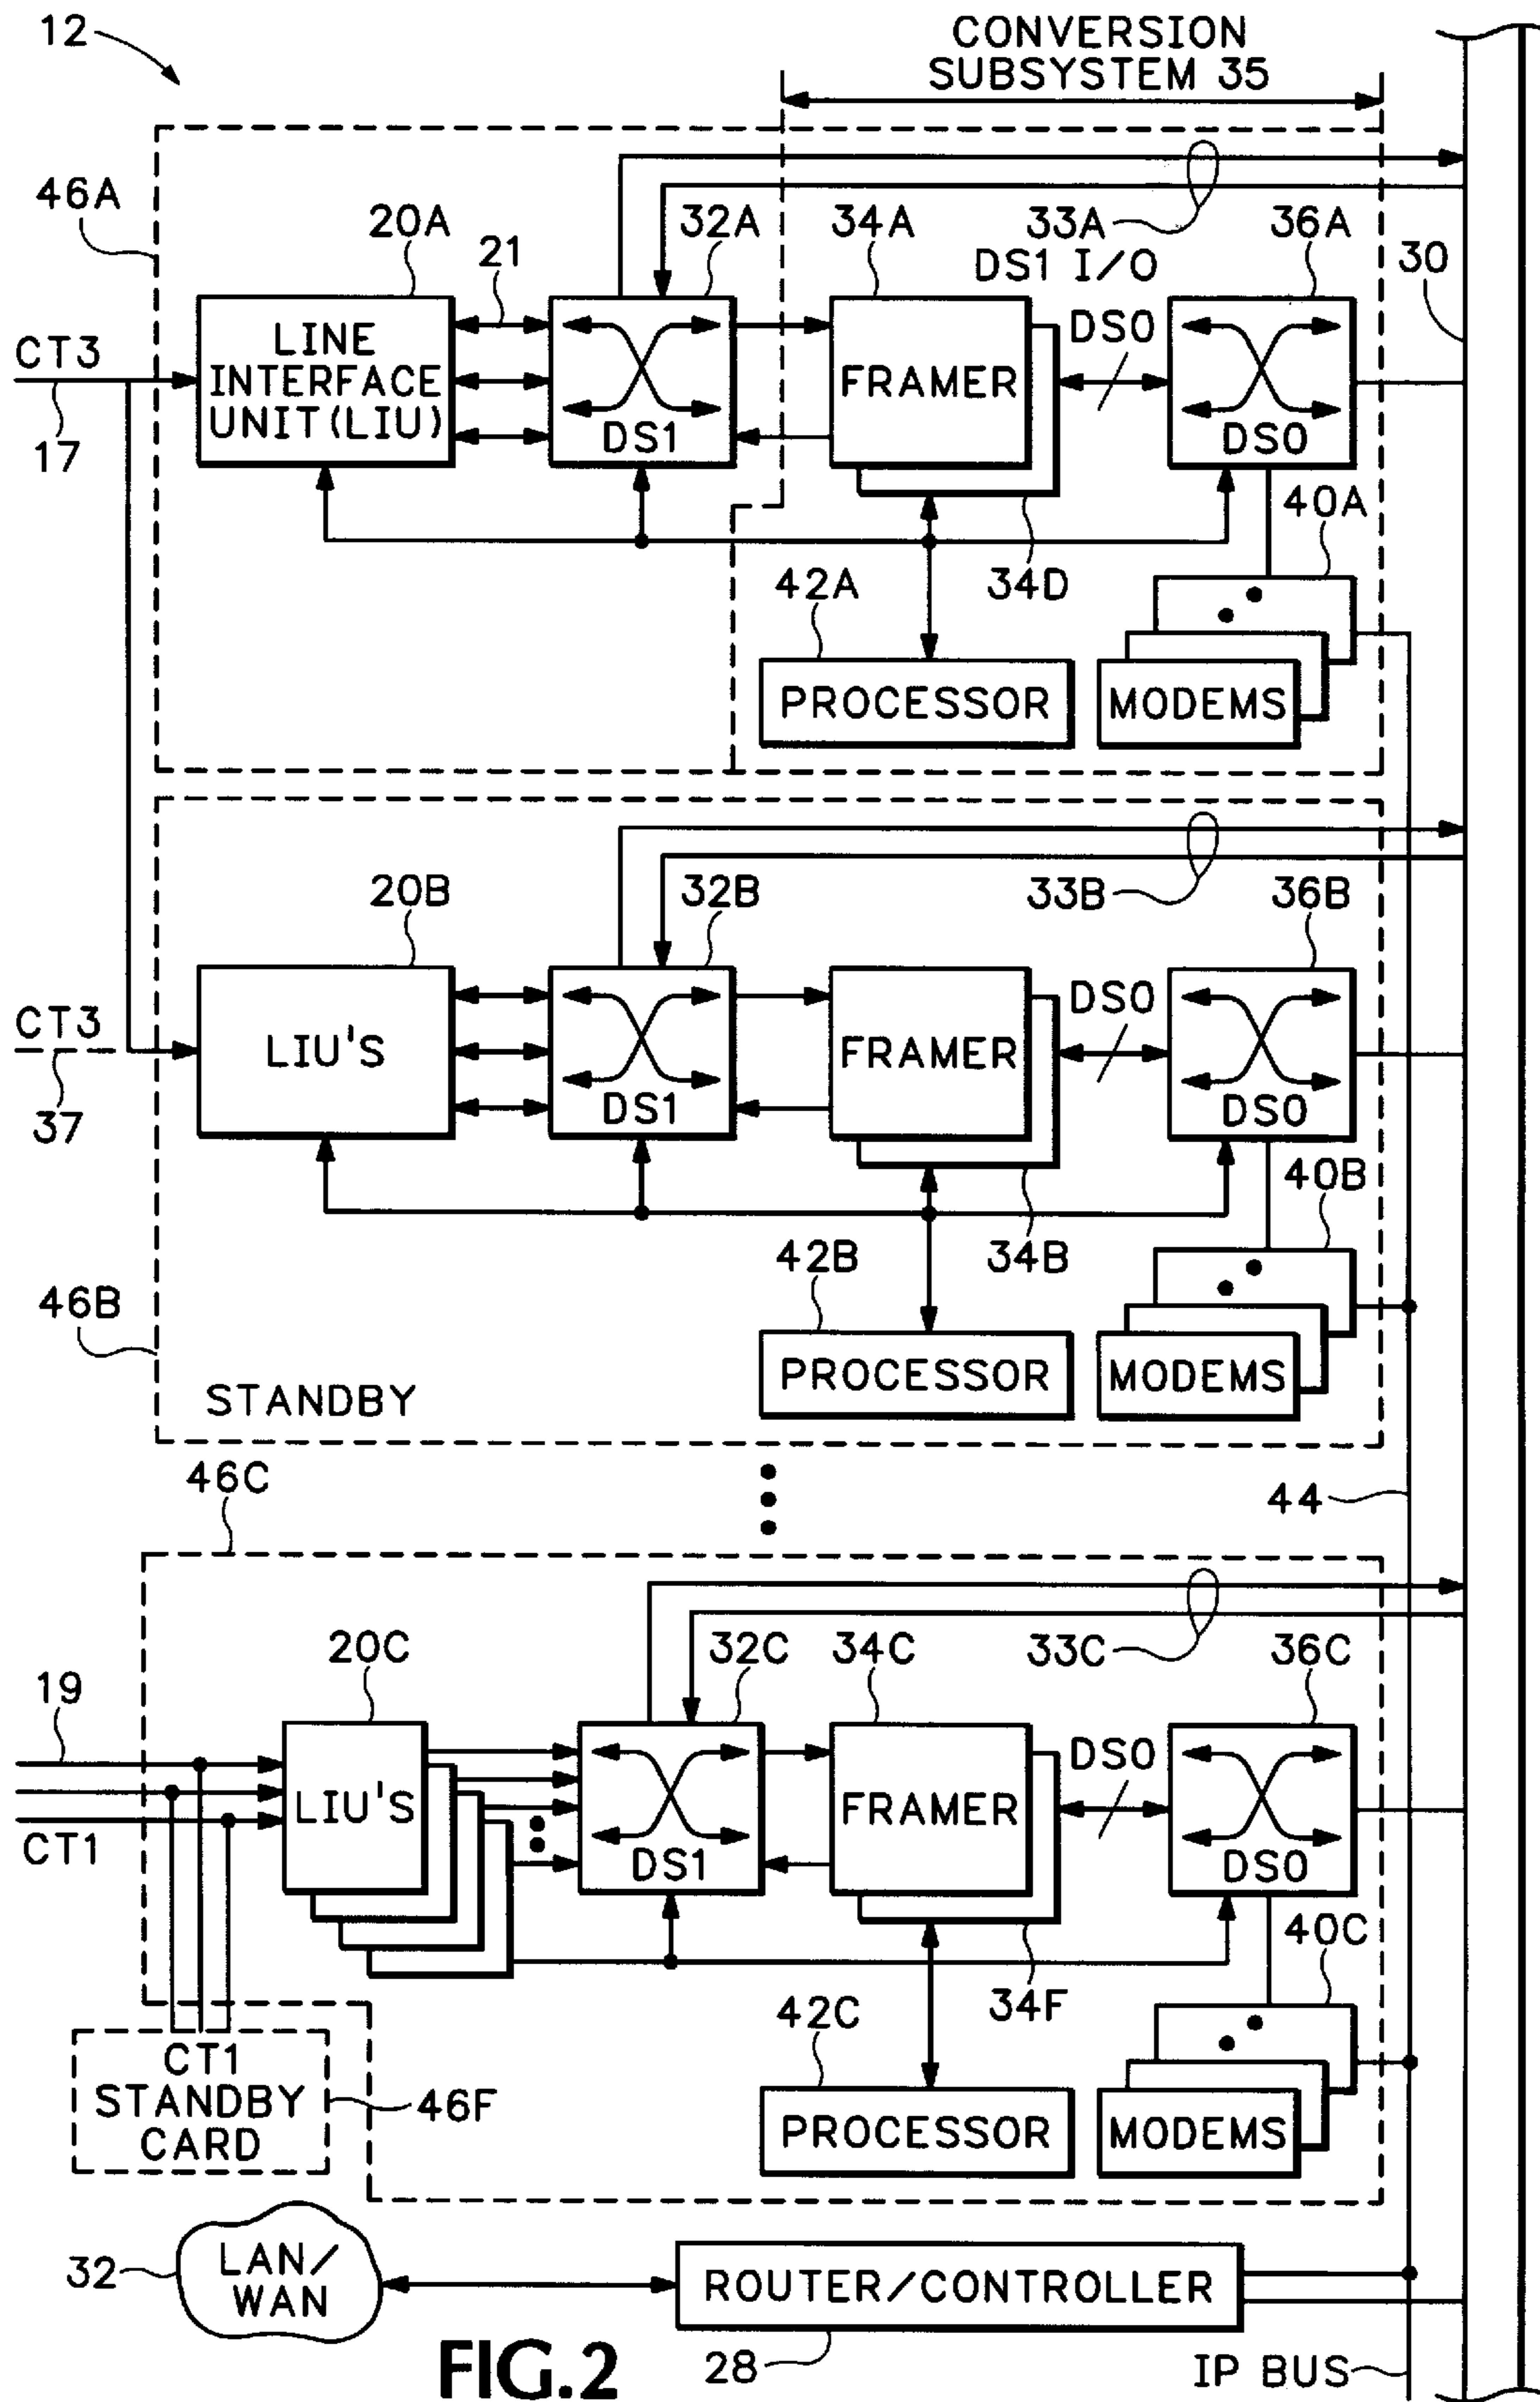 12
CONVERSION
SUBSYSTEM 35
46A
20A
21
32A
33A
34A
36A
30
DS1 I/O
CT3
17
LINE
INTERFACE
UNIT(LIU)
DS1
FRAMER
DS0
DS0
40A
42A
34D
PROCESSOR
MODEMS
20B
32B
33B
36B
CT3
37
LIU'S
DS1
FRAMER
DS0
DS0
40B
42B
34B
46B
PROCESSOR
MODEMS
STANDBY
46C
44
20C
32C
34C
33C
36C
19
CT1
LIU'S
DS1
FRAMER
DS0
DS0
40C
42C
34F
CT1
STANDBY
CARD
46F
PROCESSOR
MODEMS
32
LAN/
WAN
ROUTER/CONTROLLER
28
IP BUS
FIG.2